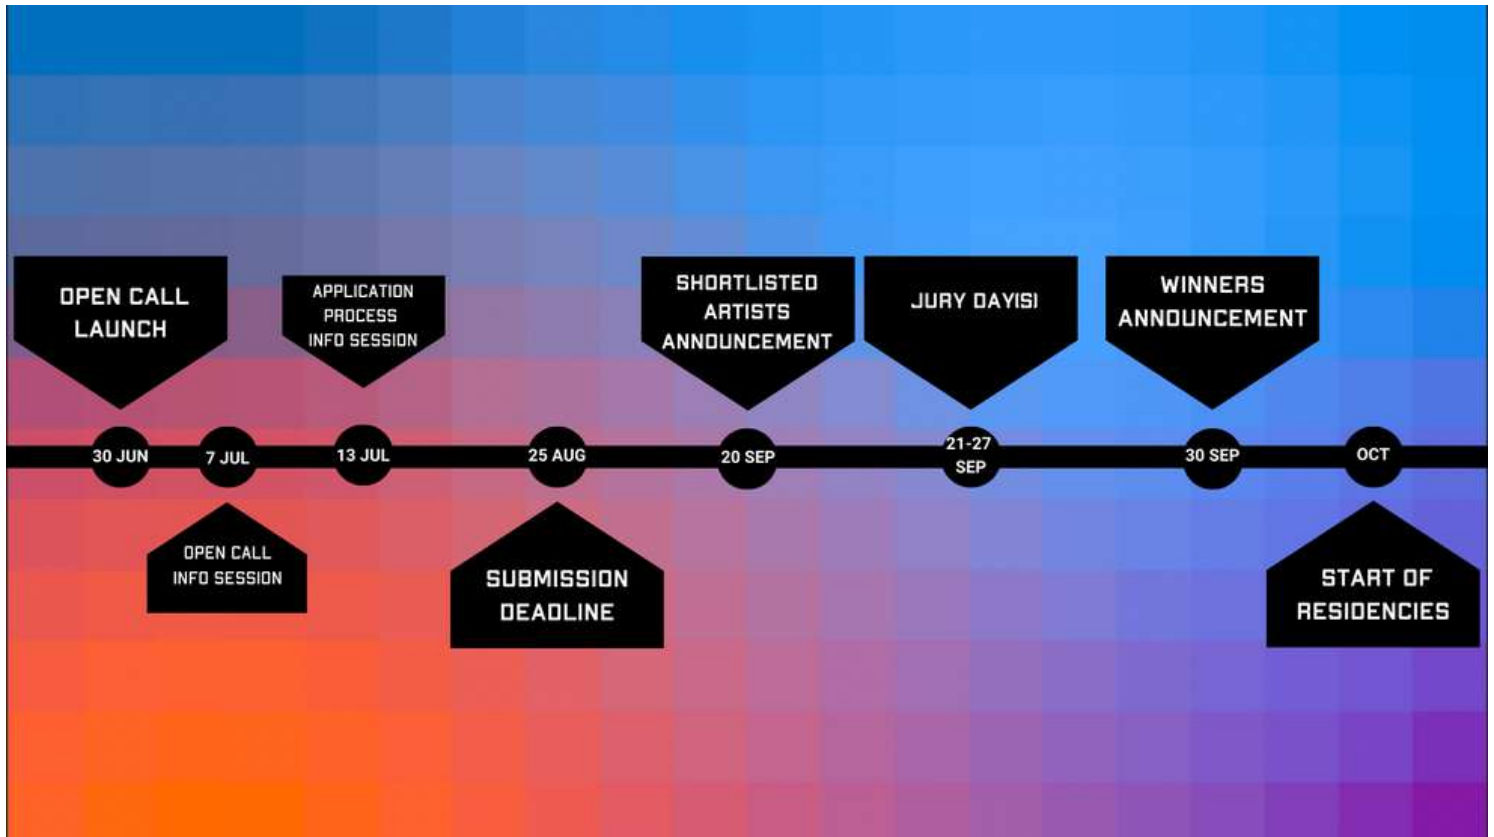 OPEN CALL
LAUNCH
APPLICATION
PROCESS
INFO SESSION
SHORTLISTED
ARTISTS
ANNOUNCEMENT
JURY DAYISI
WINNERS
ANNOUNCEMENT
30 JUN
7 JUL
13 JUL
25 AUG
20 SEP
21-27
SEP
30 SEP
OCT
OPEN CALL
INFO SESSION
SUBMISSION
DEADLINE
START OF
RESIDENCIES